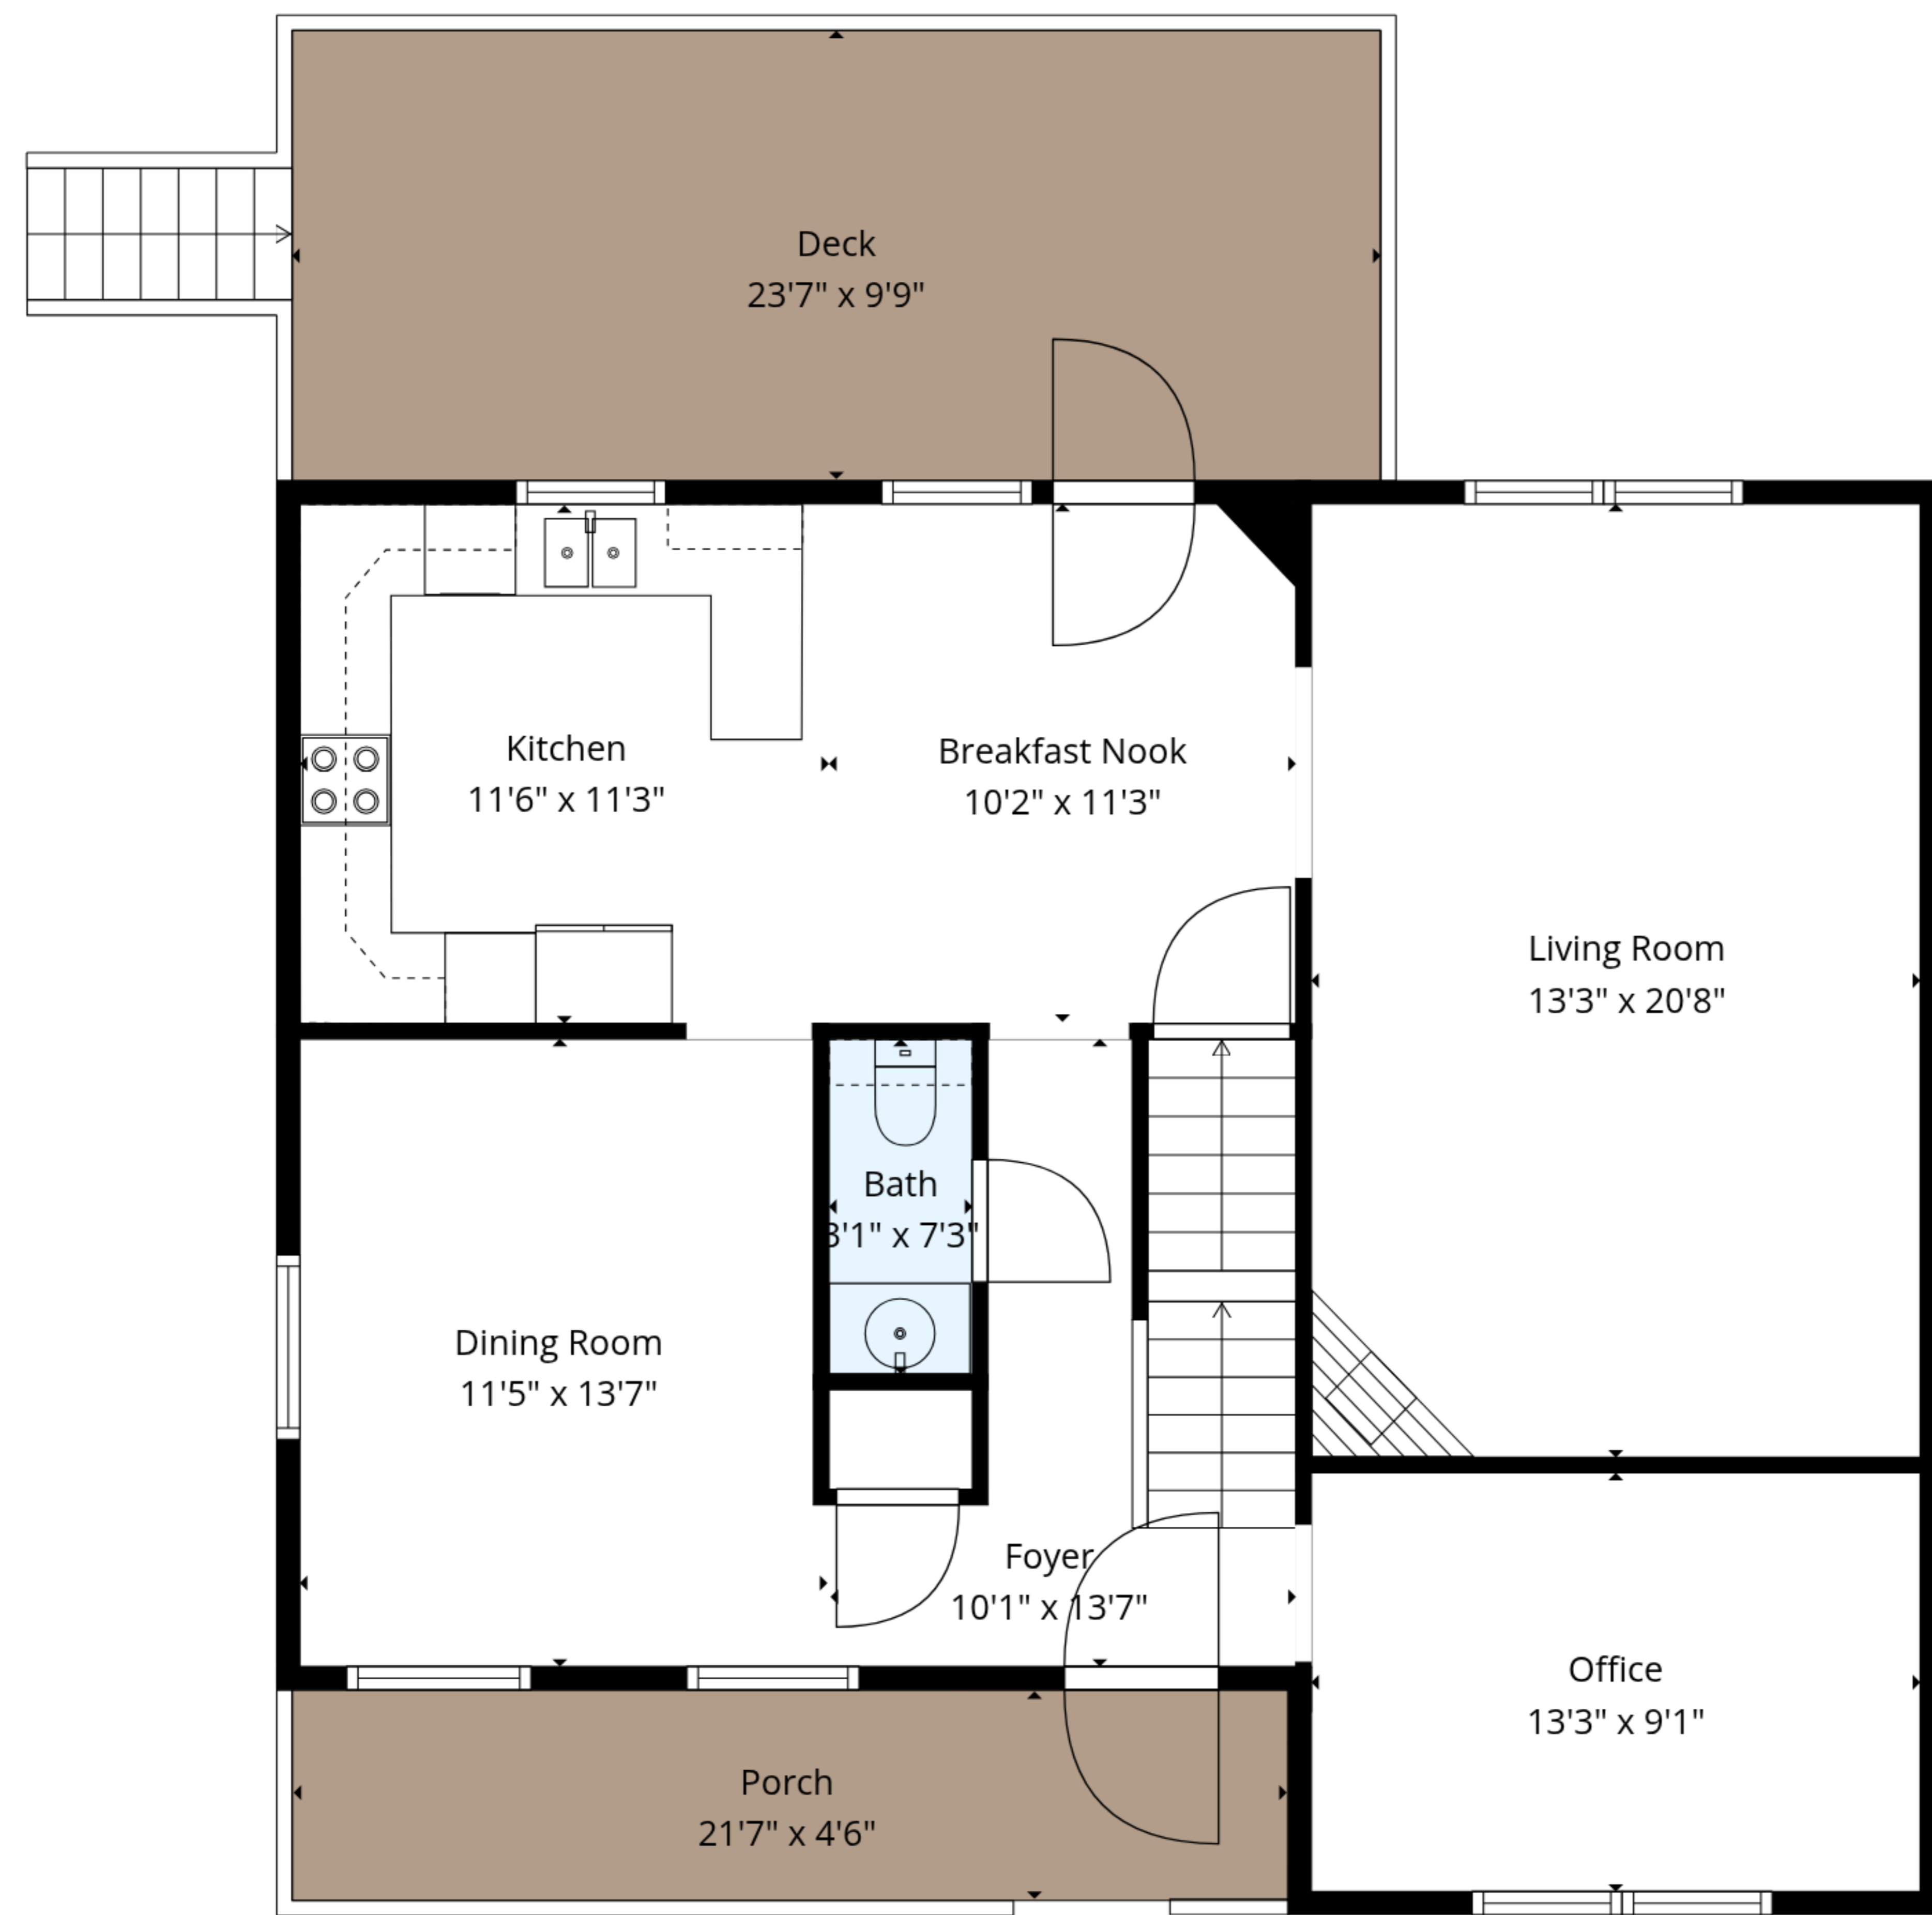 Deck
23'7" x 9'9"
Kitchen
11'6" x 11'3"
Breakfast Nook
10'2" x 11'3"
Living Room
13'3" x 20'8"
Bath
3'1" x 7'3"
Dining Room
11'5" x 13'7"
Foyer
10'1" x 13'7"
Office
13'3" x 9'1"
Porch
21'7" x 4'6"